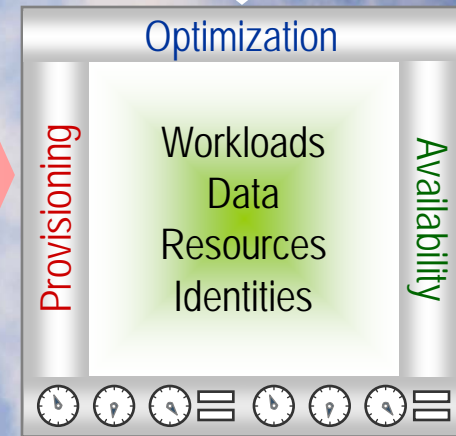 Optimization
Provisioning
Workloads
Data
Resources
Identities
Availability